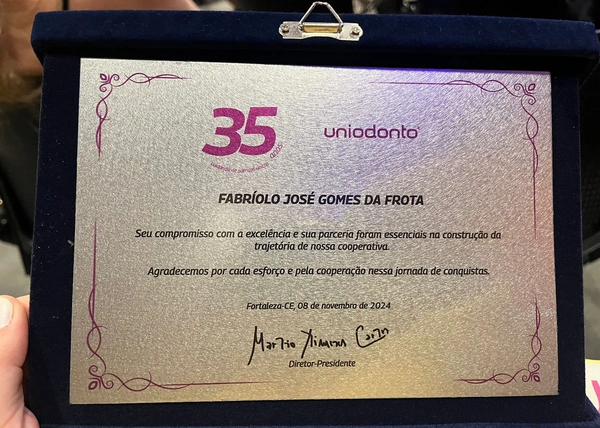 35 anos
uniodonto
FABRÍOLO JOSÉ GOMES DA FROTA
Seu compromisso com a excelência e sua parceria foram essenciais na construção da
trajetória de nossa cooperativa.
Agradecemos por cada esforço e pela cooperação nessa jornada de conquistas.
Fortaleza-CE, 08 de novembro de 2024
Diretor-Presidente